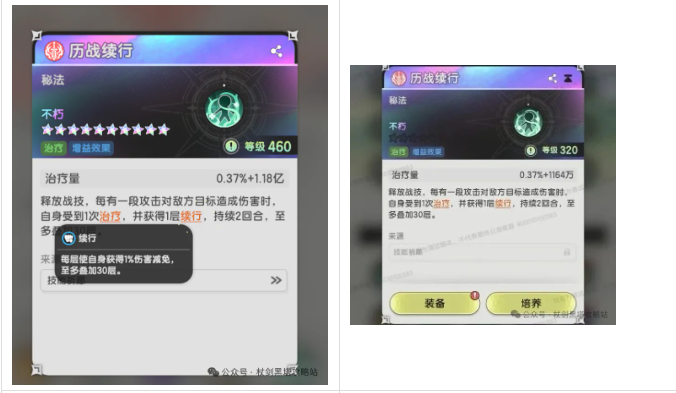 历战续行
秘法
不朽
治疗 增益效果
等级 460
治疗量 0.37%+1.18亿
释放战技，每有一段攻击对敌方目标造成伤害时，
自身受到1次治疗，并获得1层续行，持续2回合，至
多叠加30层。
续行
每层使自身获得1%伤害减免，
至多叠加30层。
来源
公众号 · 杖剑黑塔攻略站
历战续行
秘法
不朽
治疗 增益效果
等级 320
治疗量 0.37%+1164万
释放战技，每有一段攻击对敌方目标造成伤害时，
自身受到1次治疗，并获得1层续行，持续2回合，至
多叠加30层。
来源
装备 培养
公众号 · 杖剑黑塔攻略站